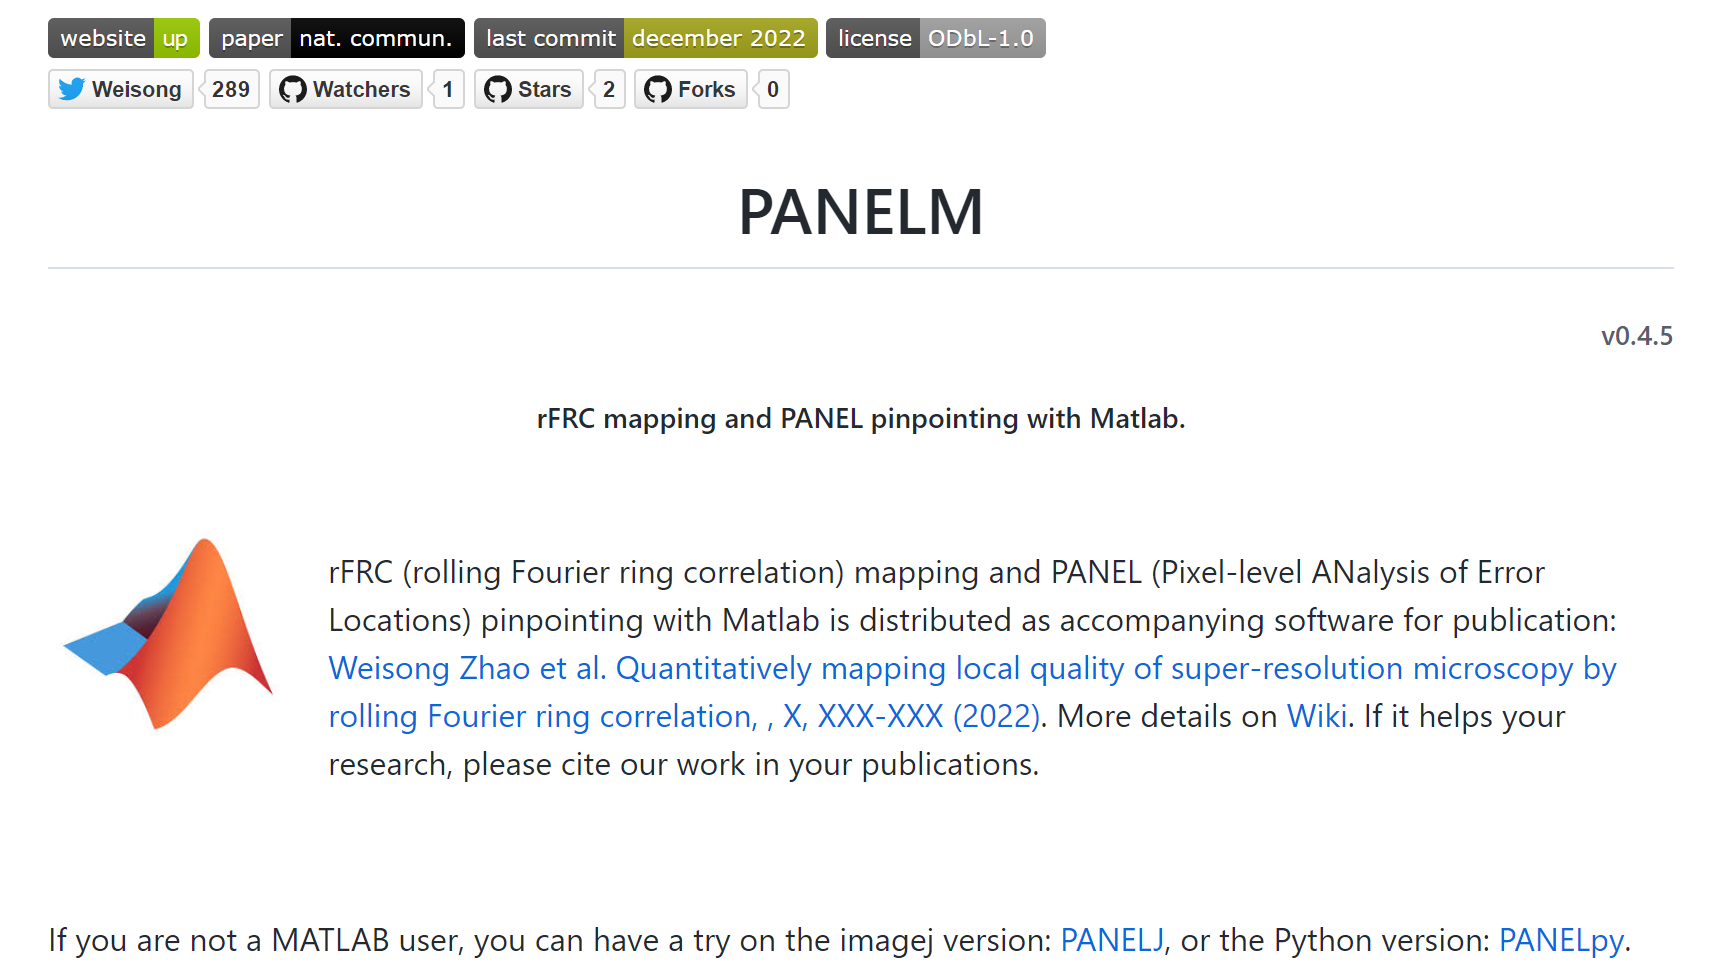 website up paper nat. commun. last commit december 2022 license ODbL-1.0
Weisong 289 Watchers 1 Stars 2 Forks 0
PANELM
v0.4.5
rFRC mapping and PANEL pinpointing with Matlab.
rFRC (rolling Fourier ring correlation) mapping and PANEL (Pixel-level ANalysis of Error
Locations) pinpointing with Matlab is distributed as accompanying software for publication:
Weisong Zhao et al. Quantitatively mapping local quality of super-resolution microscopy by
rolling Fourier ring correlation, , X, XXX-XXX (2022). More details on Wiki. If it helps your
research, please cite our work in your publications.
If you are not a MATLAB user, you can have a try on the imagej version: PANELJ, or the Python version: PANELpy.